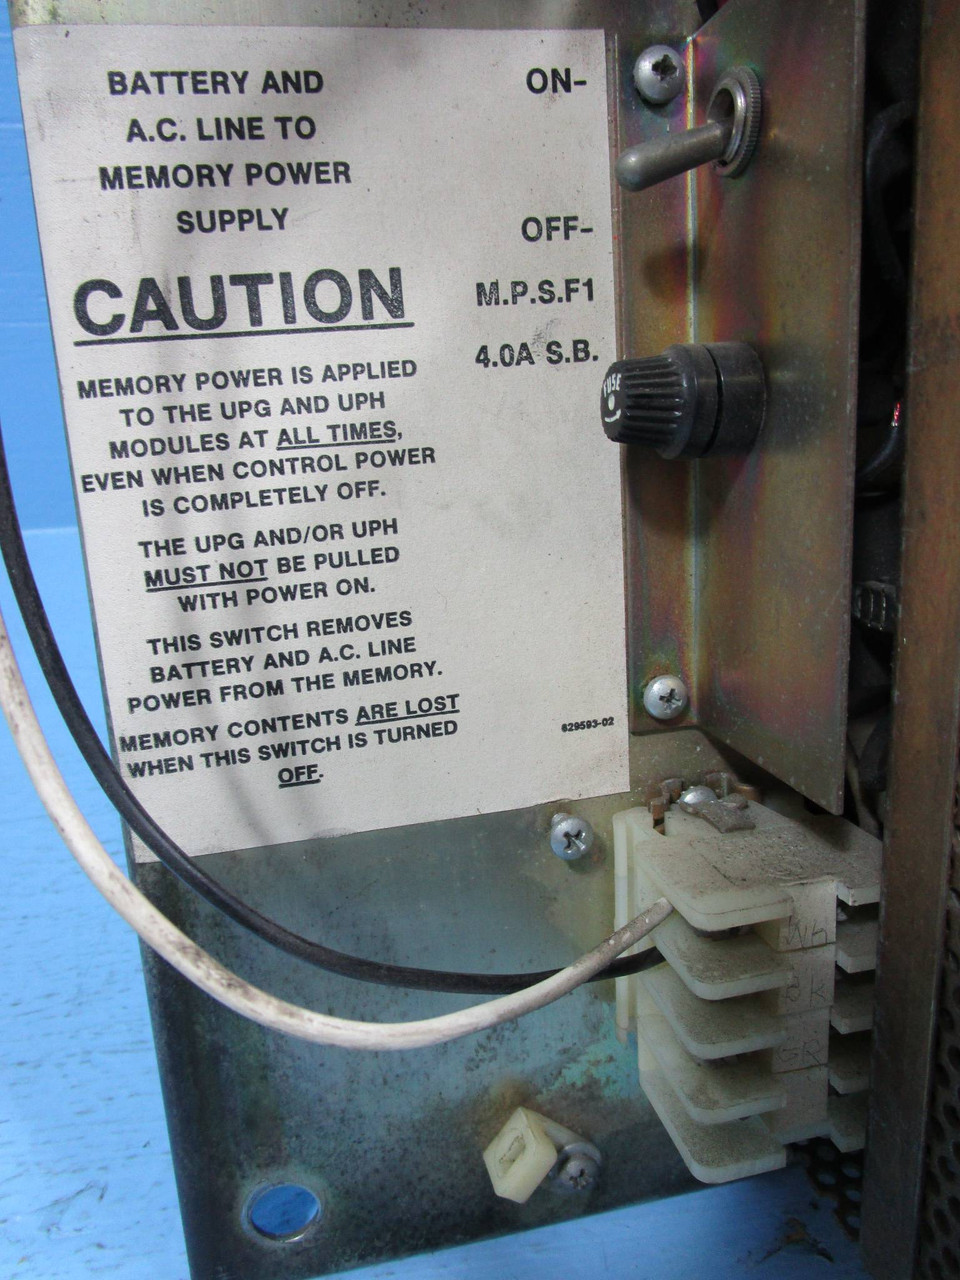 BATTERY AND
A.C. LINE TO
MEMORY POWER
SUPPLY
ON-
OFF-
CAUTION
M.P.S.F1
4.0A S.B.
MEMORY POWER IS APPLIED
TO THE UPG AND UPH
MODULES AT ALL TIMES,
EVEN WHEN CONTROL POWER
IS COMPLETELY OFF.
THE UPG AND/OR UPH
MUST NOT BE PULLED
WITH POWER ON.
THIS SWITCH REMOVES
BATTERY AND A.C. LINE
POWER FROM THE MEMORY.
MEMORY CONTENTS ARE LOST
WHEN THIS SWITCH IS TURNED
OFF.
629593-02
FUSE
Wh
BK
GR